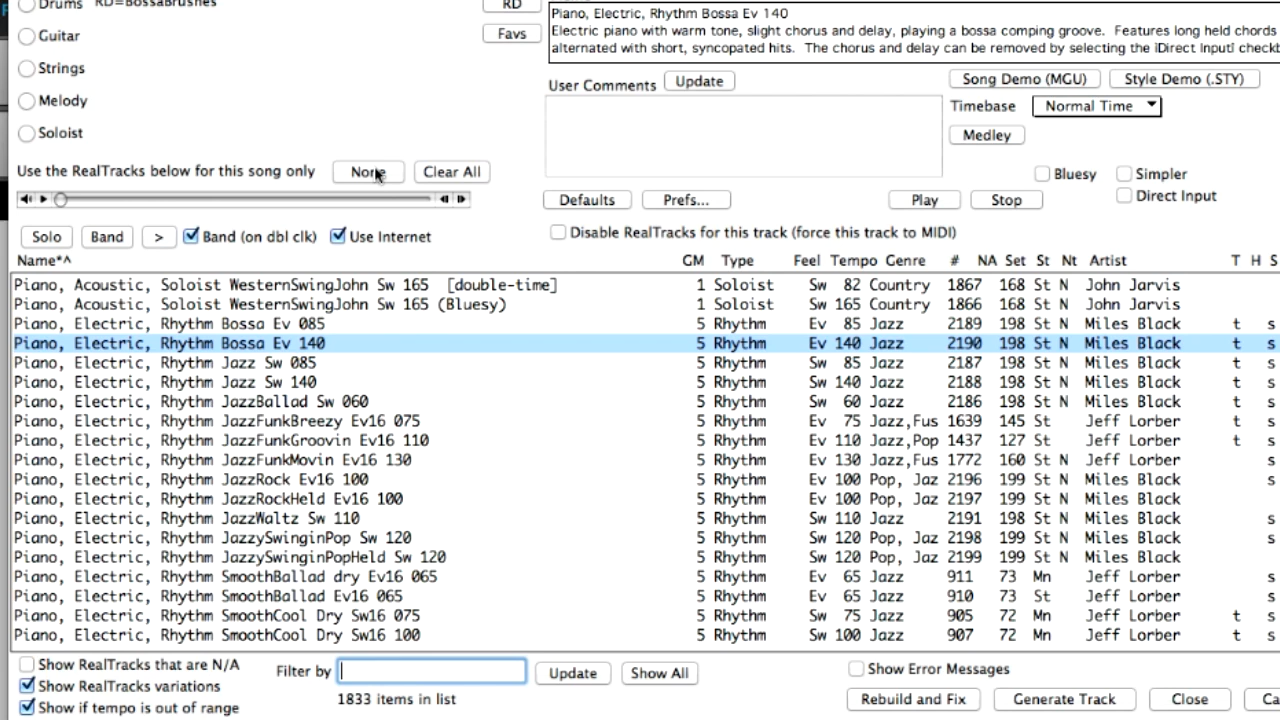 Drums RD=BossaBrushes
RD
Guitar
Favs
Strings
Melody
Soloist
Piano, Electric, Rhythm Bossa Ev 140
Electric piano with warm tone, slight chorus and delay, playing a bossa comping groove. Features long held chords
alternated with short, syncopated hits. The chorus and delay can be removed by selecting the lDirect Inputl checkb
User Comments Update
Song Demo (MGU) Style Demo (.STY)
Timebase Normal Time
Medley
Use the RealTracks below for this song only None Clear All
Bluesy Simpler
Direct Input
Defaults Prefs... Play Stop
Solo Band > Band (on dbl clk) Use Internet
Disable RealTracks for this track (force this track to MIDI)
Name*^ GM Type Feel Tempo Genre # NA Set St Nt Artist T H S
Piano, Acoustic, Soloist WesternSwingJohn Sw 165 [double-time] 1 Soloist Sw 82 Country 1867 168 St N John Jarvis
Piano, Acoustic, Soloist WesternSwingJohn Sw 165 (Bluesy) 1 Soloist Sw 165 Country 1866 168 St N John Jarvis
Piano, Electric, Rhythm Bossa Ev 085 5 Rhythm Ev 85 Jazz 2189 198 St N Miles Black t s
Piano, Electric, Rhythm Bossa Ev 140 5 Rhythm Ev 140 Jazz 2190 198 St N Miles Black t s
Piano, Electric, Rhythm Jazz Sw 085 5 Rhythm Sw 85 Jazz 2187 198 St N Miles Black t s
Piano, Electric, Rhythm Jazz Sw 140 5 Rhythm Sw 140 Jazz 2188 198 St N Miles Black t s
Piano, Electric, Rhythm JazzBallad Sw 060 5 Rhythm Sw 60 Jazz 2186 198 St N Miles Black t s
Piano, Electric, Rhythm JazzFunkBreezy Ev16 075 5 Rhythm Ev 75 Jazz,Fus 1639 145 St Jeff Lorber t s
Piano, Electric, Rhythm JazzFunkGroovin Ev16 110 5 Rhythm Ev 110 Jazz,Pop 1437 127 St Jeff Lorber t s
Piano, Electric, Rhythm JazzFunkMovin Ev16 130 5 Rhythm Ev 130 Jazz,Fus 1772 160 St N Jeff Lorber s
Piano, Electric, Rhythm JazzRock Ev16 100 5 Rhythm Ev 100 Pop, Jaz 2196 199 St N Miles Black s
Piano, Electric, Rhythm JazzRockHeld Ev16 100 5 Rhythm Ev 100 Pop, Jaz 2197 199 St N Miles Black
Piano, Electric, Rhythm JazzWaltz Sw 110 5 Rhythm Sw 110 Jazz 2191 198 St N Miles Black s
Piano, Electric, Rhythm JazzySwinginPop Sw 120 5 Rhythm Sw 120 Pop, Jaz 2198 199 St N Miles Black s
Piano, Electric, Rhythm JazzySwinginPopHeld Sw 120 5 Rhythm Sw 120 Pop, Jaz 2199 199 St N Miles Black
Piano, Electric, Rhythm SmoothBallad dry Ev16 065 5 Rhythm Ev 65 Jazz 911 73 Mn Jeff Lorber s
Piano, Electric, Rhythm SmoothBallad Ev16 065 5 Rhythm Ev 65 Jazz 910 73 St Jeff Lorber s
Piano, Electric, Rhythm SmoothCool Dry Sw16 075 5 Rhythm Sw 75 Jazz 905 72 Mn Jeff Lorber t s
Piano, Electric, Rhythm SmoothCool Dry Sw16 100 5 Rhythm Sw 100 Jazz 907 72 Mn Jeff Lorber t s
Show RealTracks that are N/A
Show RealTracks variations
Show if tempo is out of range
Filter by Update Show All
1833 items in list
Show Error Messages
Rebuild and Fix Generate Track Close Ca